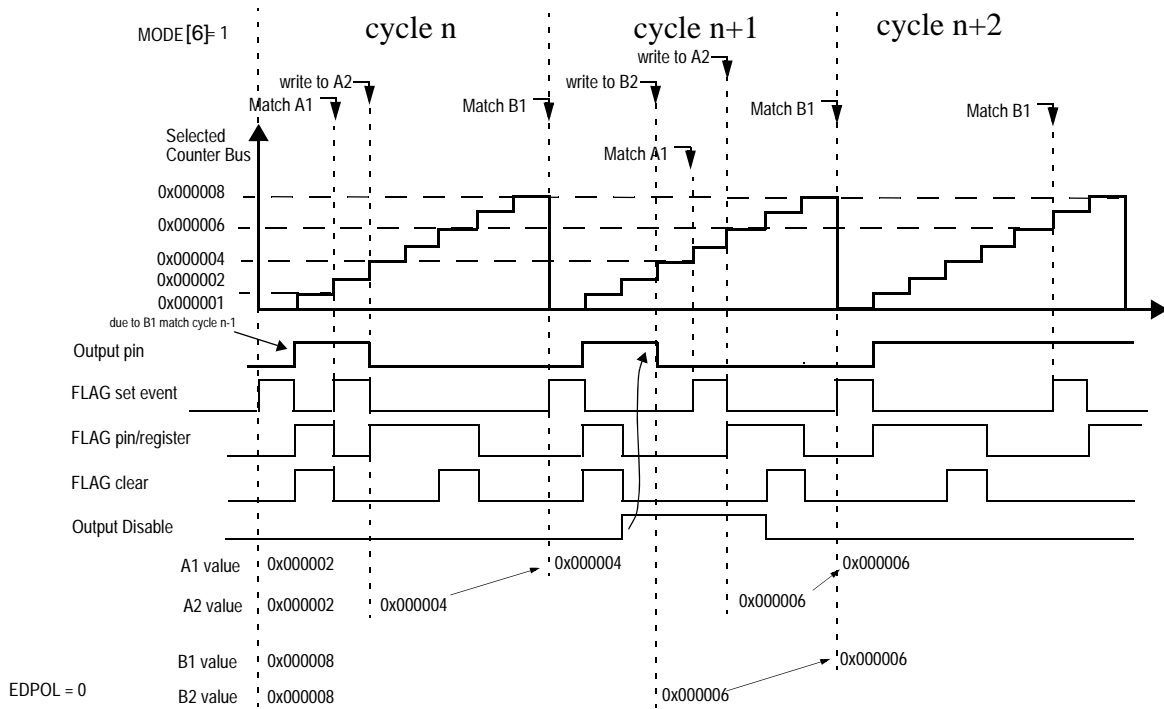 MODE[6]= 1
cycle n
cycle n+1
cycle n+2
write to A2
write to A2
write to B2
Match A1
Match B1
Match B1
Match B1
Match A1
Selected
Counter Bus
0x000008
0x000006
0x000004
0x000002
0x000001
due to B1 match cycle n-1
Output pin
FLAG set event
FLAG pin/register
FLAG clear
Output Disable
A1 value 0x000002 0x000004 0x000006
A2 value 0x000002 0x000004 0x000006
B1 value 0x000008 0x000006
EDPOL = 0
B2 value 0x000008 0x000006